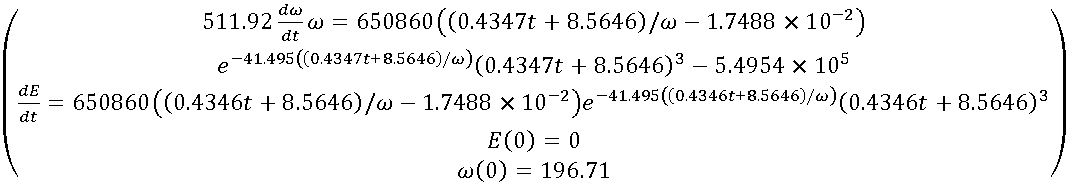 511.92 dω/dt ω = 650860((0.4347t + 8.5646)/ω − 1.7488 × 10⁻²)
e^(−41.495((0.4347t+8.5646)/ω))(0.4347t + 8.5646)³ − 5.4954 × 10⁵
dE/dt = 650860((0.4346t + 8.5646)/ω − 1.7488 × 10⁻²)e^(−41.495((0.4346t+8.5646)/ω))(0.4346t + 8.5646)³
E(0) = 0
ω(0) = 196.71